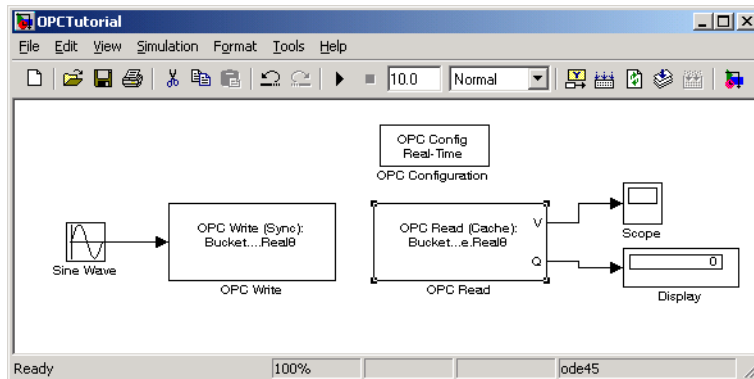 OPCTutorial
File Edit View Simulation Format Tools Help
10.0 Normal
OPC Config
Real-Time
OPC Configuration
OPC Write (Sync):
Bucket....Real8
OPC Write
Sine Wave
OPC Read (Cache):
Bucket...e.Real8
V
Q
OPC Read
Scope
0
Display
Ready 100% ode45